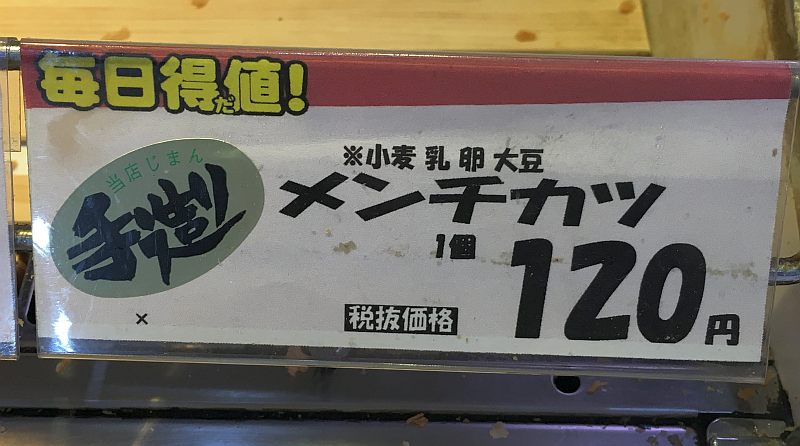 毎日得だ値!
当店じまん
手造り
※小麦 乳 卵 大豆
メンチカツ
1個
120円
税抜価格
×